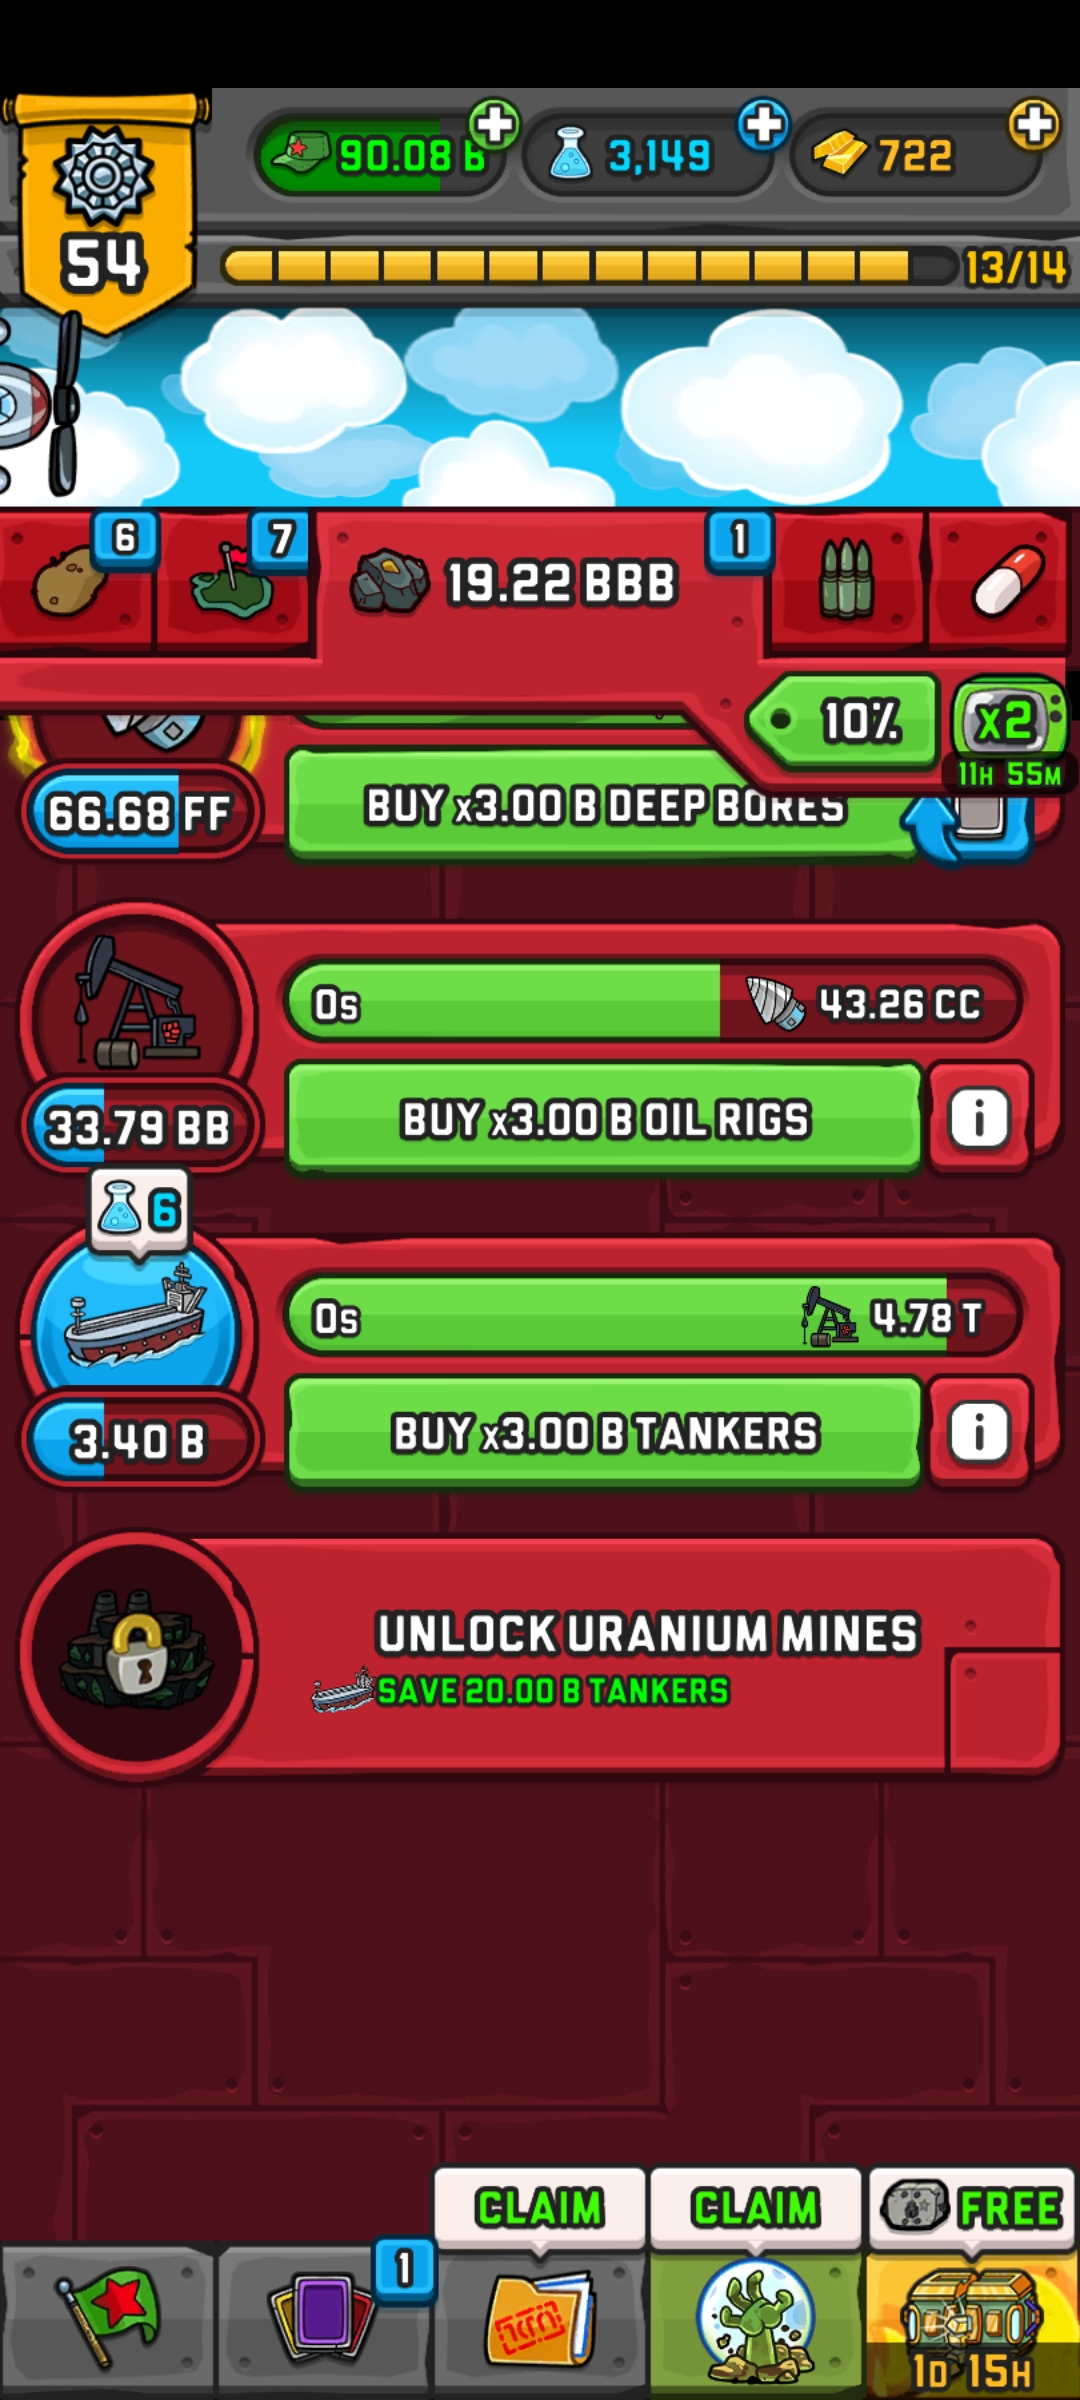 54
90.08 B
3,149
722
13/14
6
7
19.22 BBB
1
10%
x2
11H 55M
66.68 FF
BUY x3.00 B DEEP BORES
0s
43.26 CC
33.79 BB
BUY x3.00 B OIL RIGS
i
6
0s
4.78 T
3.40 B
BUY x3.00 B TANKERS
i
UNLOCK URANIUM MINES
SAVE 20.00 B TANKERS
CLAIM
CLAIM
FREE
1
1D 15H